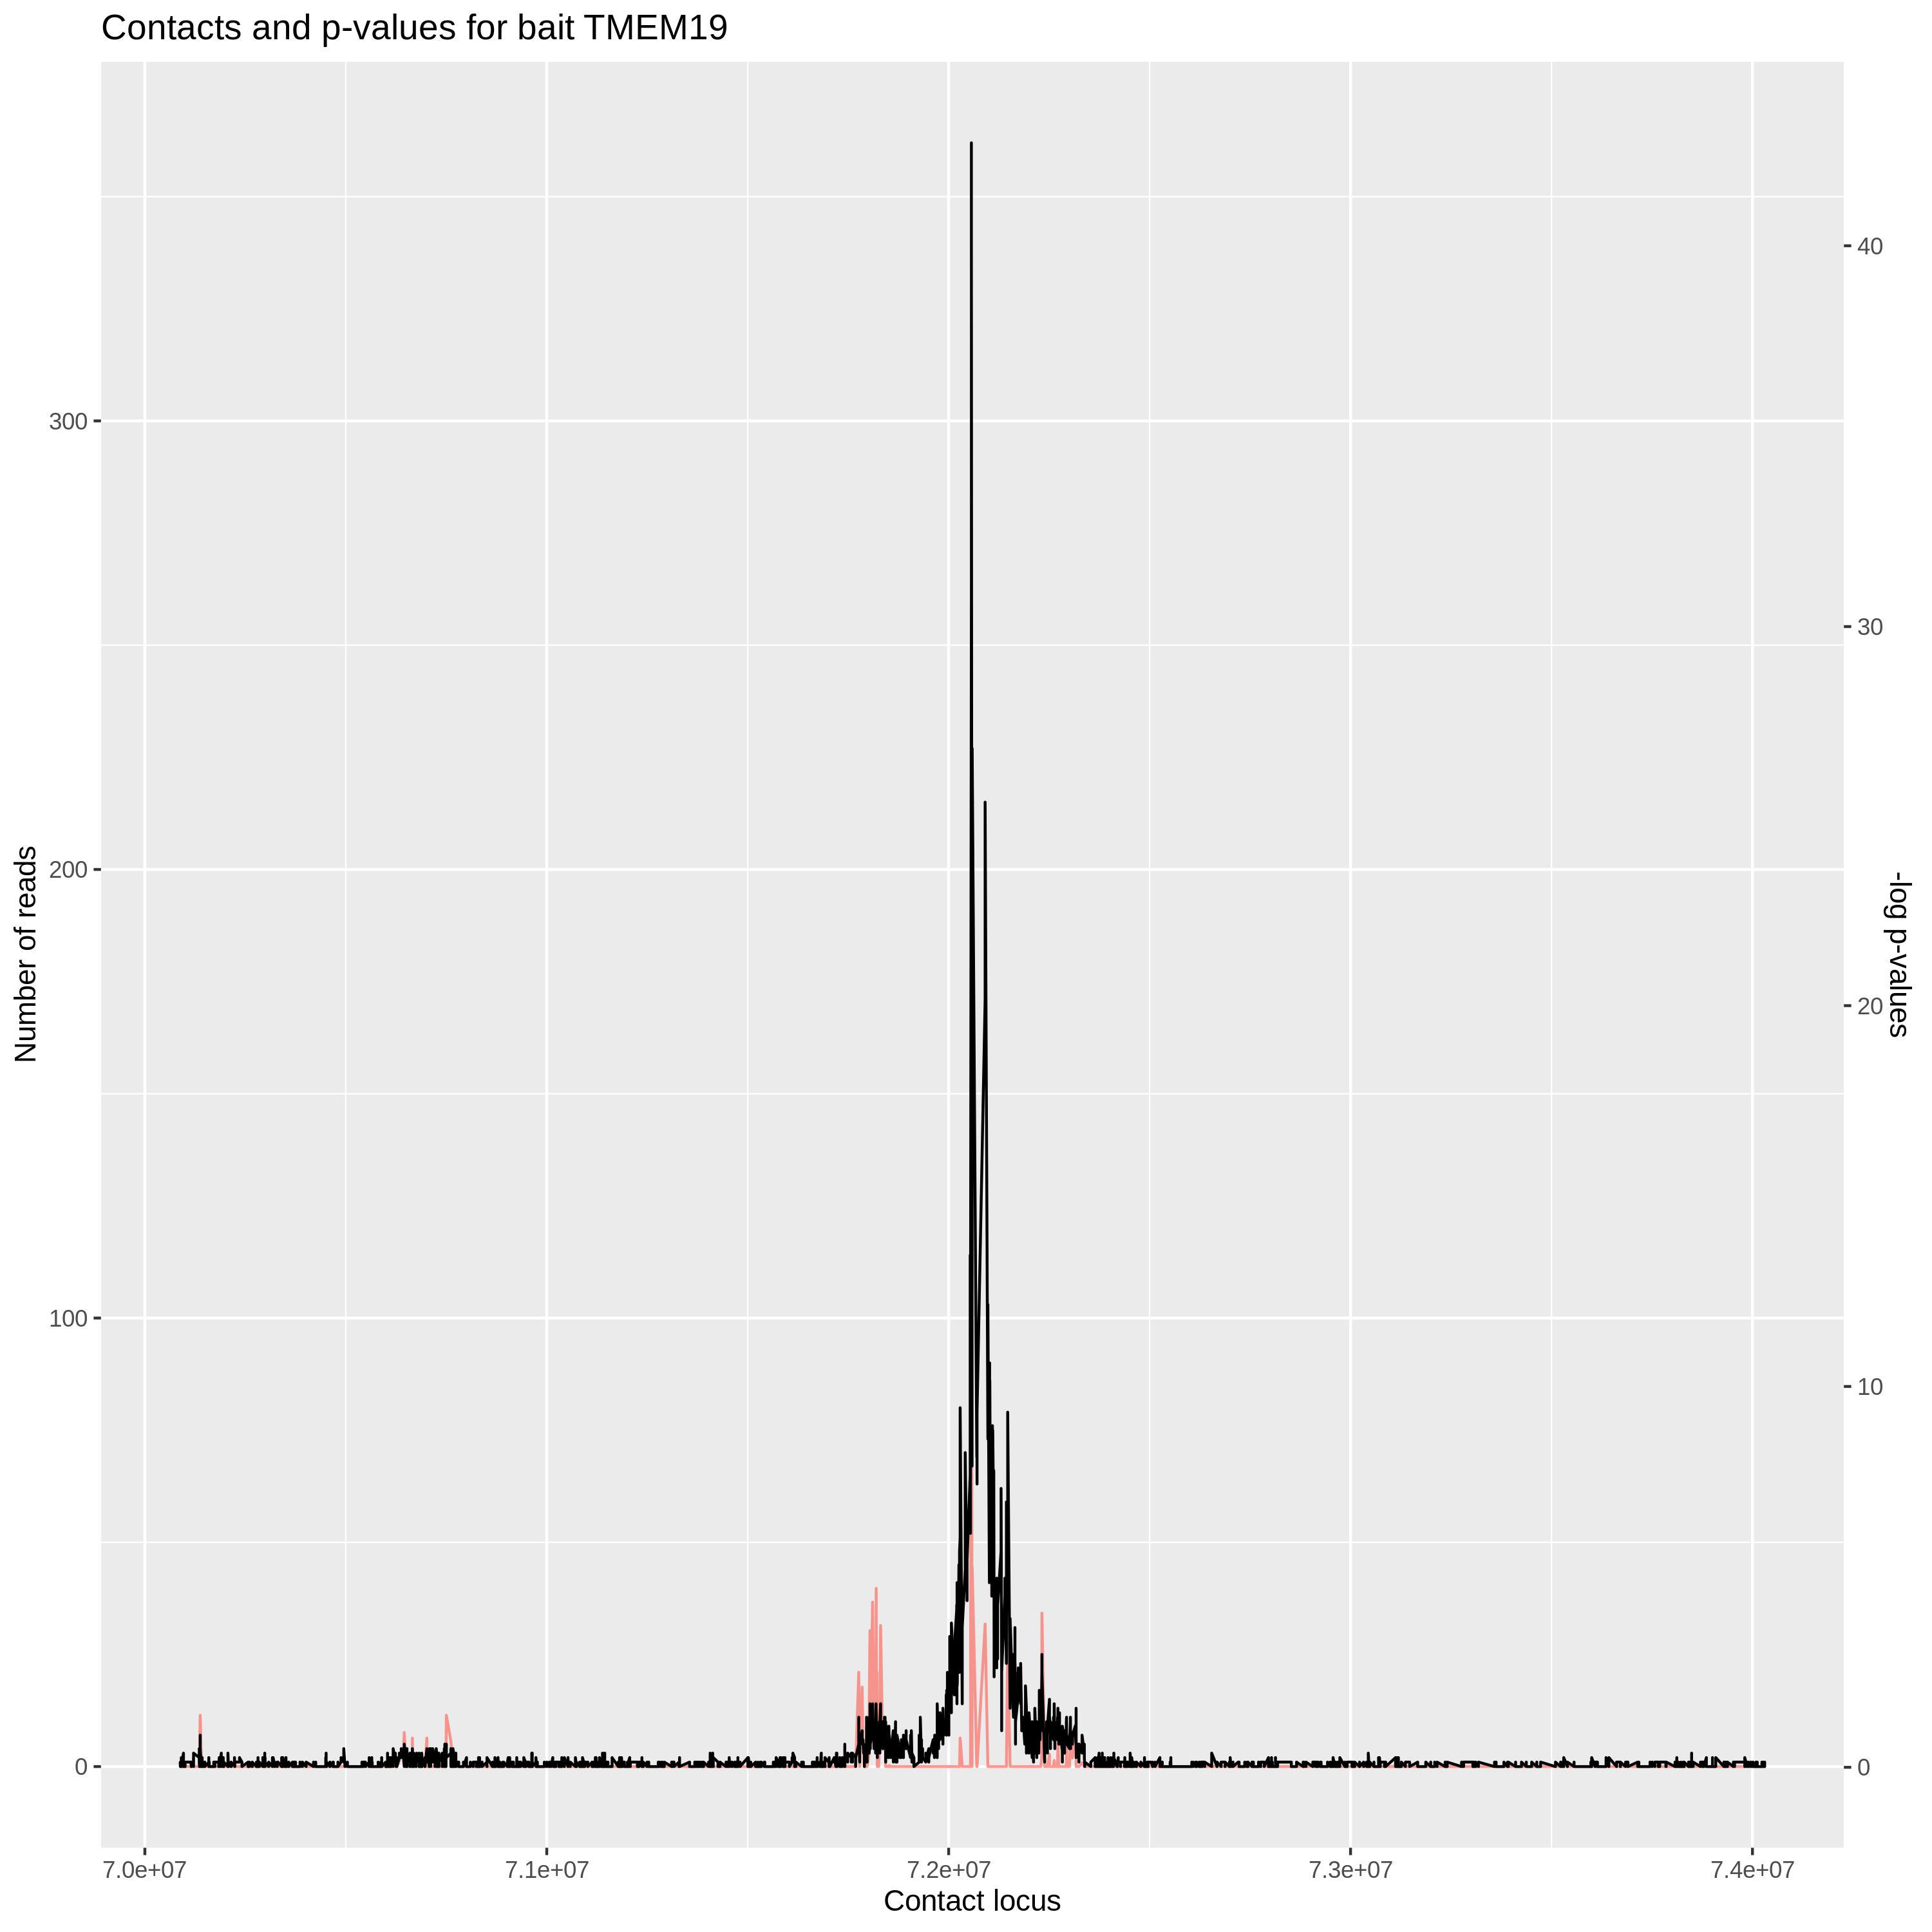 Contacts and p-values for bait TMEM19
Number of reads
300
200
100
0
40
30
20
10
0
-log p-values
7.0e+07 7.1e+07 7.2e+07 7.3e+07 7.4e+07
Contact locus